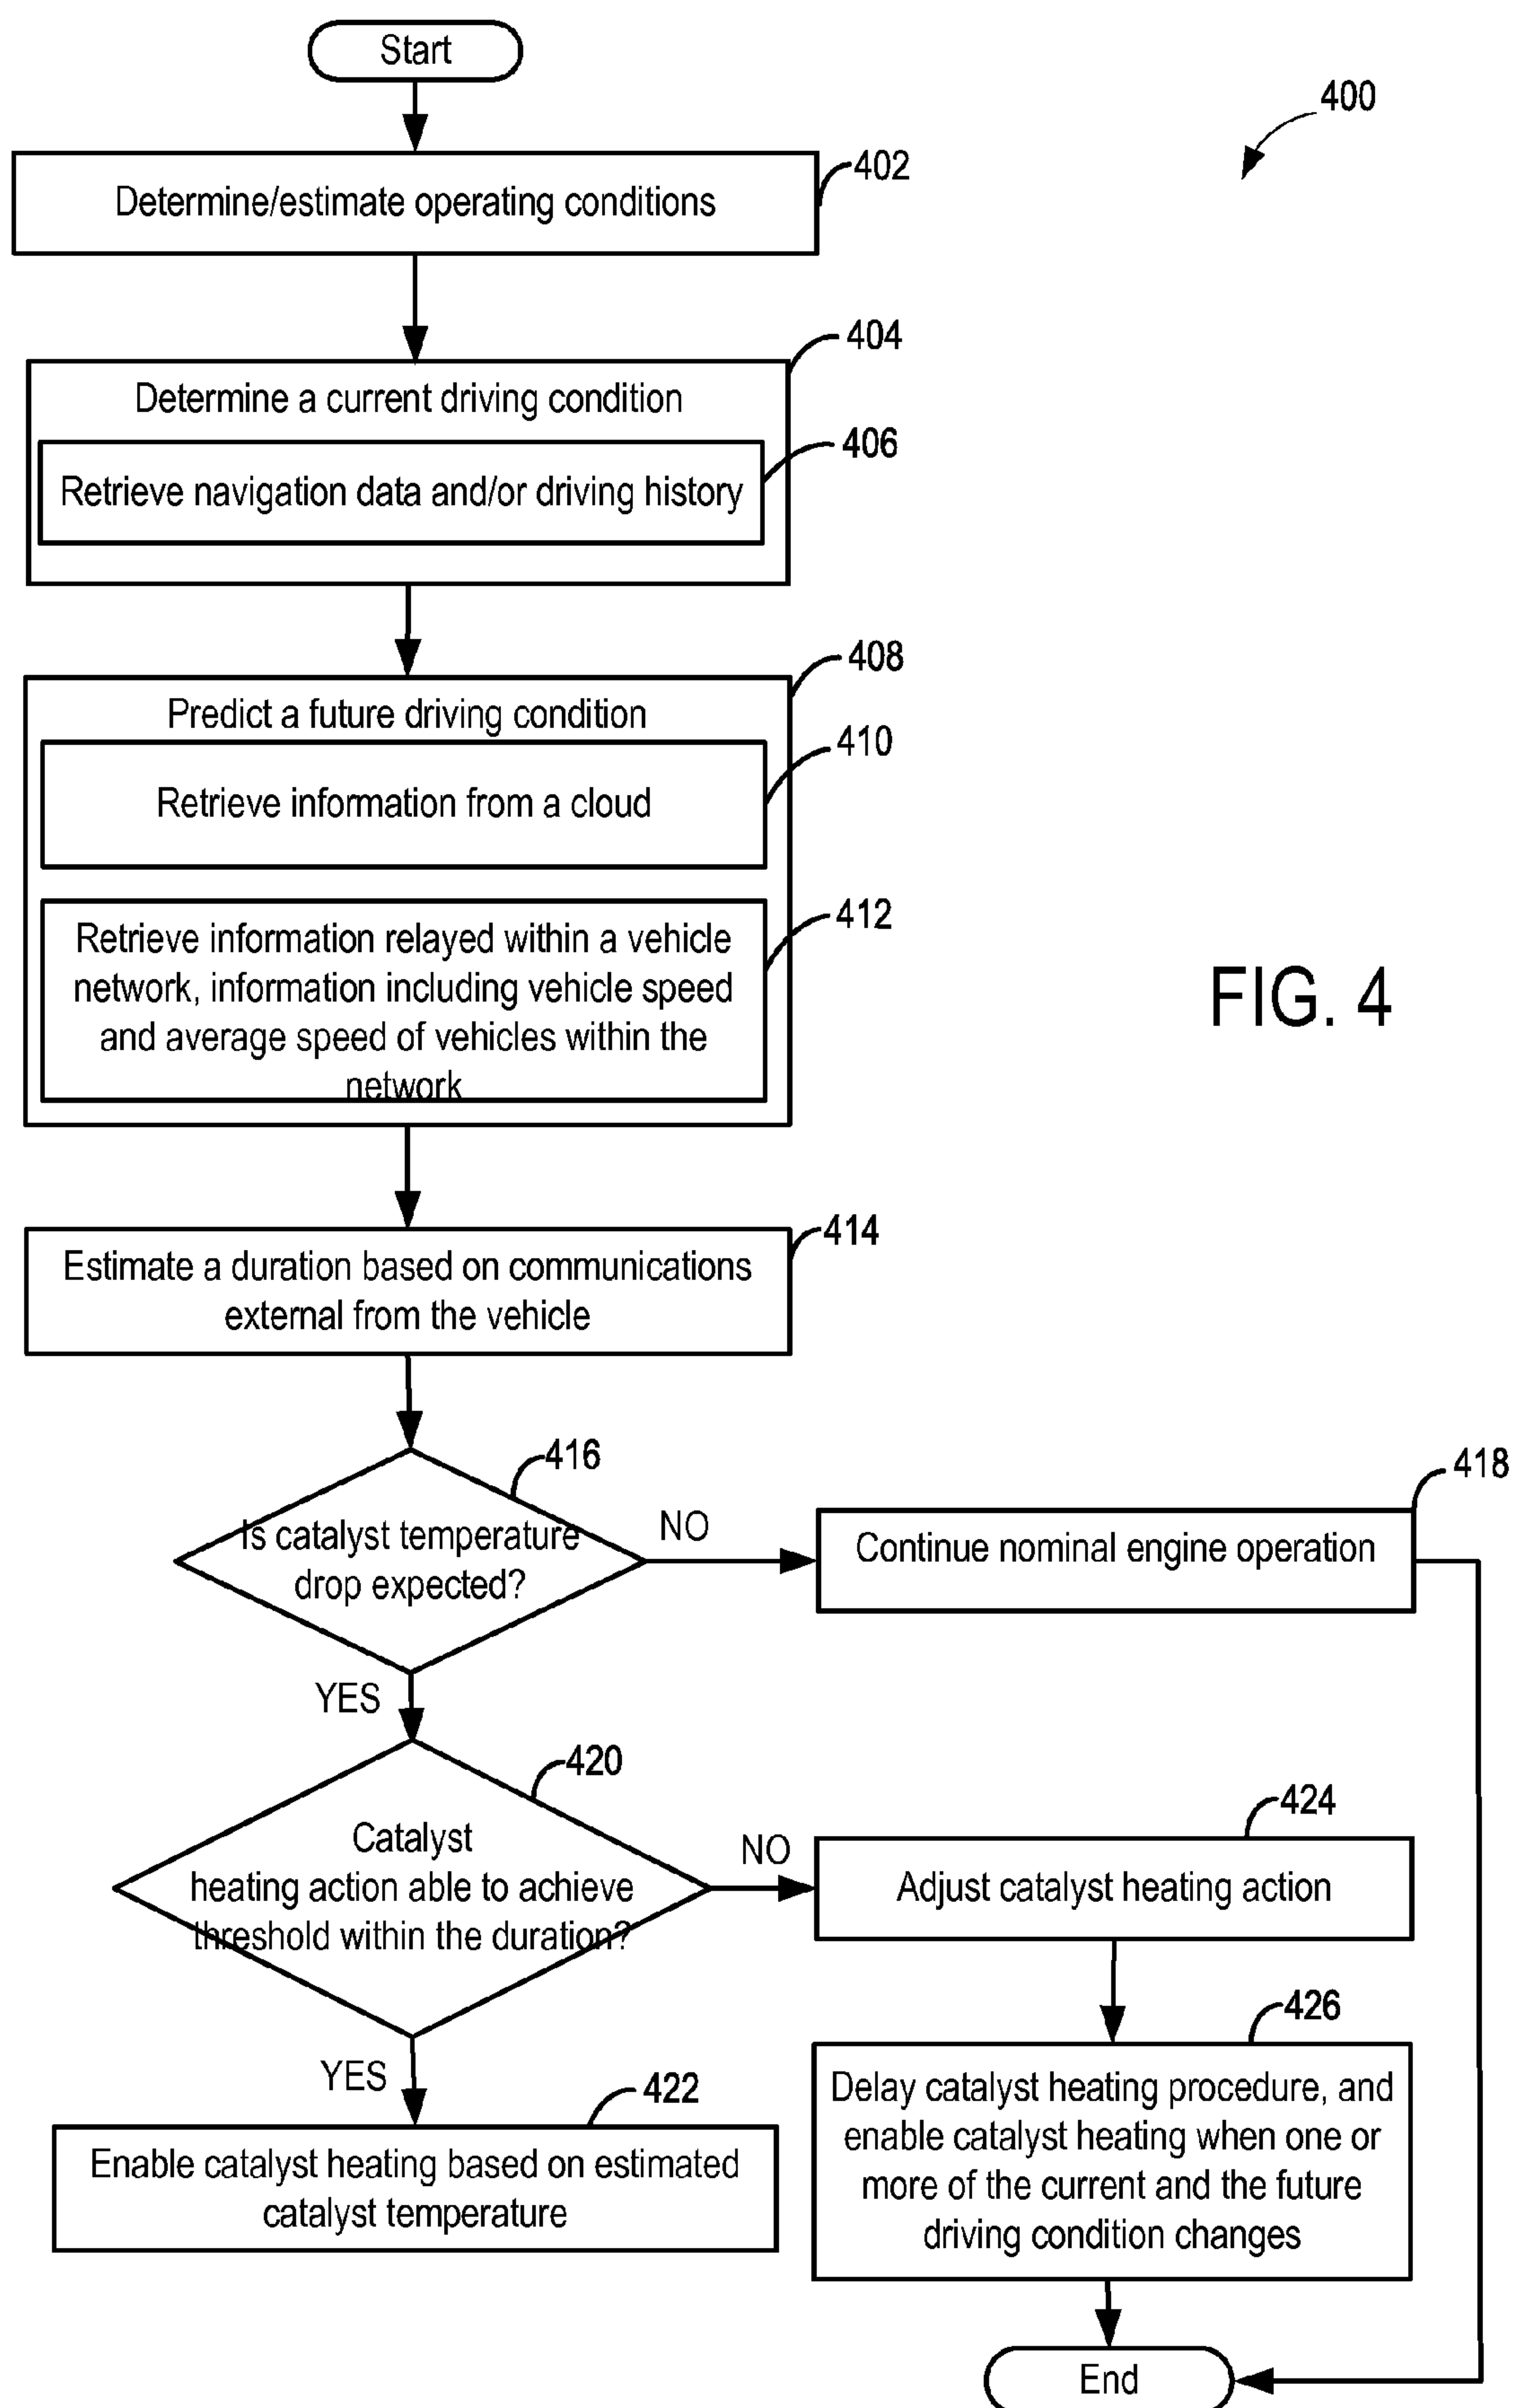 Start
400
402
Determine/estimate operating conditions
404
Determine a current driving condition
406
Retrieve navigation data and/or driving history
408
Predict a future driving condition
410
Retrieve information from a cloud
412
Retrieve information relayed within a vehicle
network, information including vehicle speed
and average speed of vehicles within the
network
FIG. 4
414
Estimate a duration based on communications
external from the vehicle
416
Is catalyst temperature
drop expected?
NO
418
Continue nominal engine operation
YES
420
Catalyst
heating action able to achieve
threshold within the duration?
NO
424
Adjust catalyst heating action
YES
422
Enable catalyst heating based on estimated
catalyst temperature
426
Delay catalyst heating procedure, and
enable catalyst heating when one or
more of the current and the future
driving condition changes
End